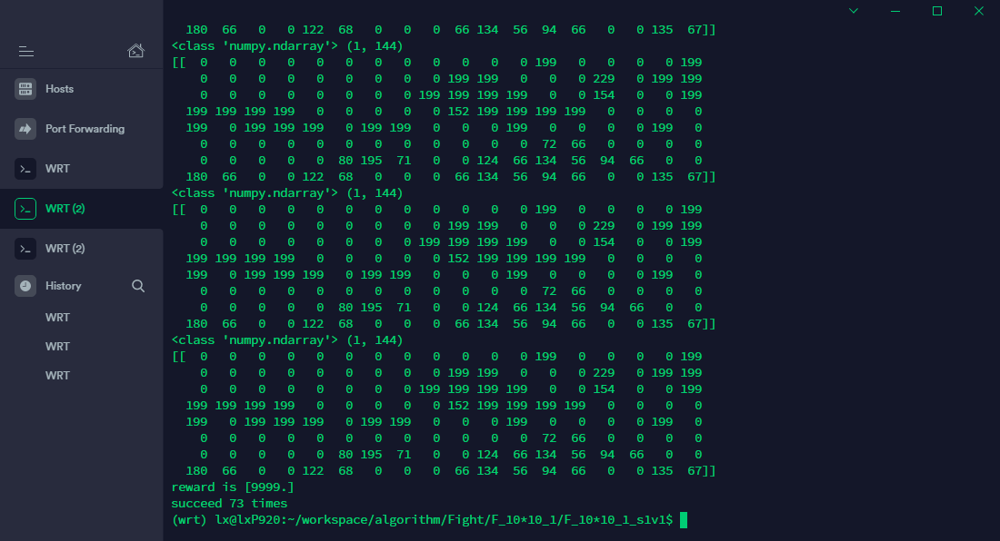 Hosts
Port Forwarding
WRT
WRT (2)
WRT (2)
History
WRT
WRT
WRT
180  66   0   0 122  68   0   0   0  66 134  56  94  66   0   0 135  67]]
<class 'numpy.ndarray'> (1, 144)
[[  0   0   0   0   0   0   0   0   0   0   0   0 199   0   0   0   0 199
0   0   0   0   0   0   0   0   0 199 199   0   0   0 229   0 199 199
0   0   0   0   0   0   0   0 199 199 199 199   0   0 154   0   0 199
199 199 199 199   0   0   0   0   0 152 199 199 199 199   0   0   0   0
199   0 199 199 199   0 199 199   0   0   0 199   0   0   0   0 199   0
0   0   0   0   0   0   0   0   0   0   0   0  72  66   0   0   0   0
0   0   0   0   0  80 195  71   0   0 124  66 134  56  94  66   0   0
180  66   0   0 122  68   0   0   0  66 134  56  94  66   0   0 135  67]]
<class 'numpy.ndarray'> (1, 144)
[[  0   0   0   0   0   0   0   0   0   0   0   0 199   0   0   0   0 199
0   0   0   0   0   0   0   0   0 199 199   0   0   0 229   0 199 199
0   0   0   0   0   0   0   0 199 199 199 199   0   0 154   0   0 199
199 199 199 199   0   0   0   0   0 152 199 199 199 199   0   0   0   0
199   0 199 199 199   0 199 199   0   0   0 199   0   0   0   0 199   0
0   0   0   0   0   0   0   0   0   0   0   0  72  66   0   0   0   0
0   0   0   0   0  80 195  71   0   0 124  66 134  56  94  66   0   0
180  66   0   0 122  68   0   0   0  66 134  56  94  66   0   0 135  67]]
<class 'numpy.ndarray'> (1, 144)
[[  0   0   0   0   0   0   0   0   0   0   0   0 199   0   0   0   0 199
0   0   0   0   0   0   0   0   0 199 199   0   0   0 229   0 199 199
0   0   0   0   0   0   0   0 199 199 199 199   0   0 154   0   0 199
199 199 199 199   0   0   0   0   0 152 199 199 199 199   0   0   0   0
199   0 199 199 199   0 199 199   0   0   0 199   0   0   0   0 199   0
0   0   0   0   0   0   0   0   0   0   0   0  72  66   0   0   0   0
0   0   0   0   0  80 195  71   0   0 124  66 134  56  94  66   0   0
180  66   0   0 122  68   0   0   0  66 134  56  94  66   0   0 135  67]]
reward is [9999.]
succeed 73 times
(wrt) lx@lxP920:~/workspace/algorithm/Fight/F_10*10_1/F_10*10_1_s1v1$